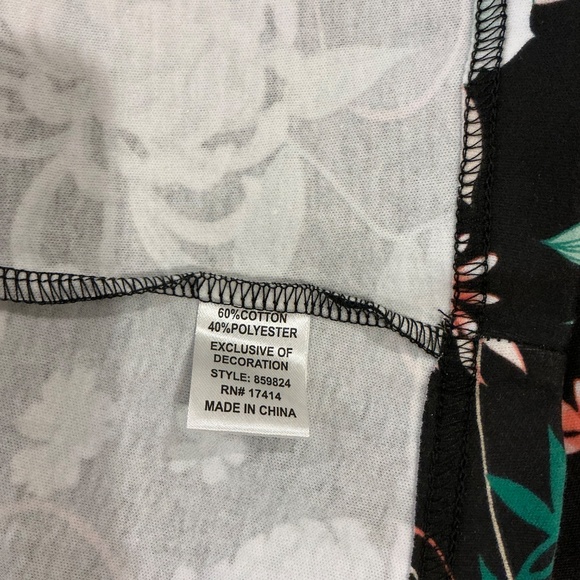 60%COTTON
40%POLYESTER
EXCLUSIVE OF
DECORATION
STYLE: 859824
RN# 17414
MADE IN CHINA